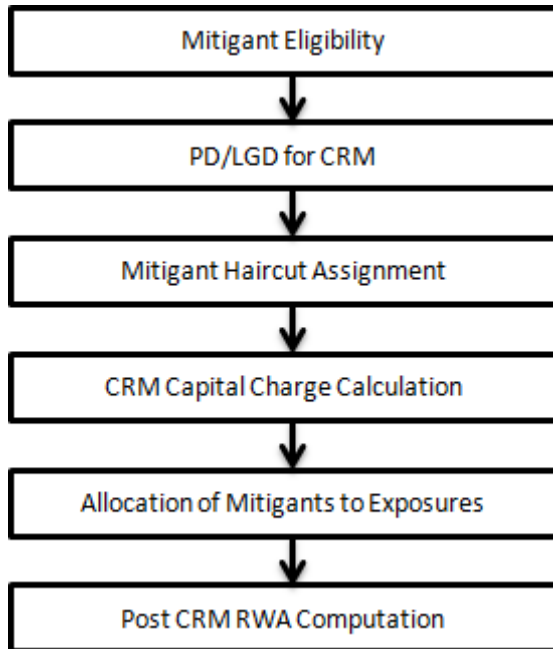 Mitigant Eligibility
PD/LGD for CRM
Mitigant Haircut Assignment
CRM Capital Charge Calculation
Allocation of Mitigants to Exposures
Post CRM RWA Computation